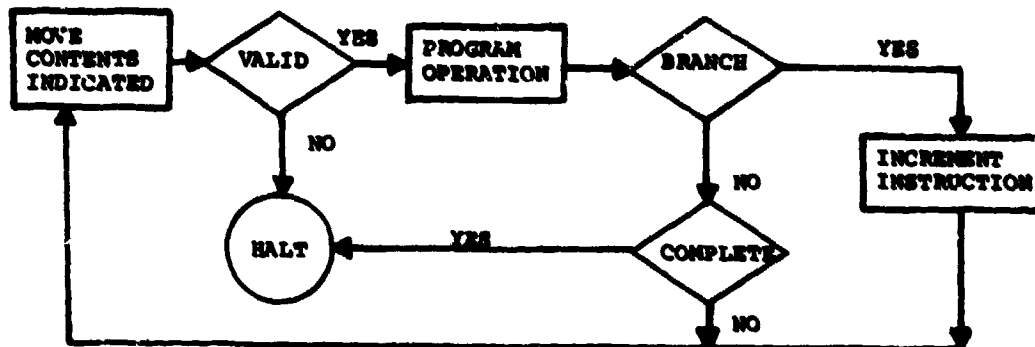 MOVE
CONTENTS
INDICATED
VALID
YES
PROGRAM
OPERATION
BRANCH
YES
NO
INCREMENT
INSTRUCTION
NO
HALT
YES
COMPLETE
NO